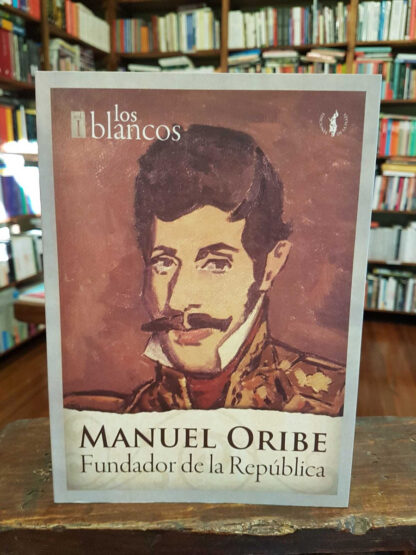 los
blancos
MANUEL ORIBE
Fundador de la República